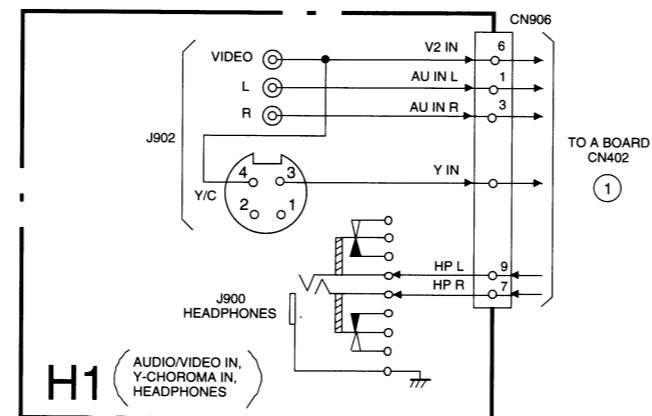 CN906
VIDEO
V2 IN
6
L
AU IN L
1
R
AU IN R
3
J902
TO A BOARD
CN402
1
4
3
Y IN
Y/C
2
1
HP L
9
HP R
7
J900
HEADPHONES
H1
AUDIO/VIDEO IN,
Y-CHOROMA IN,
HEADPHONES